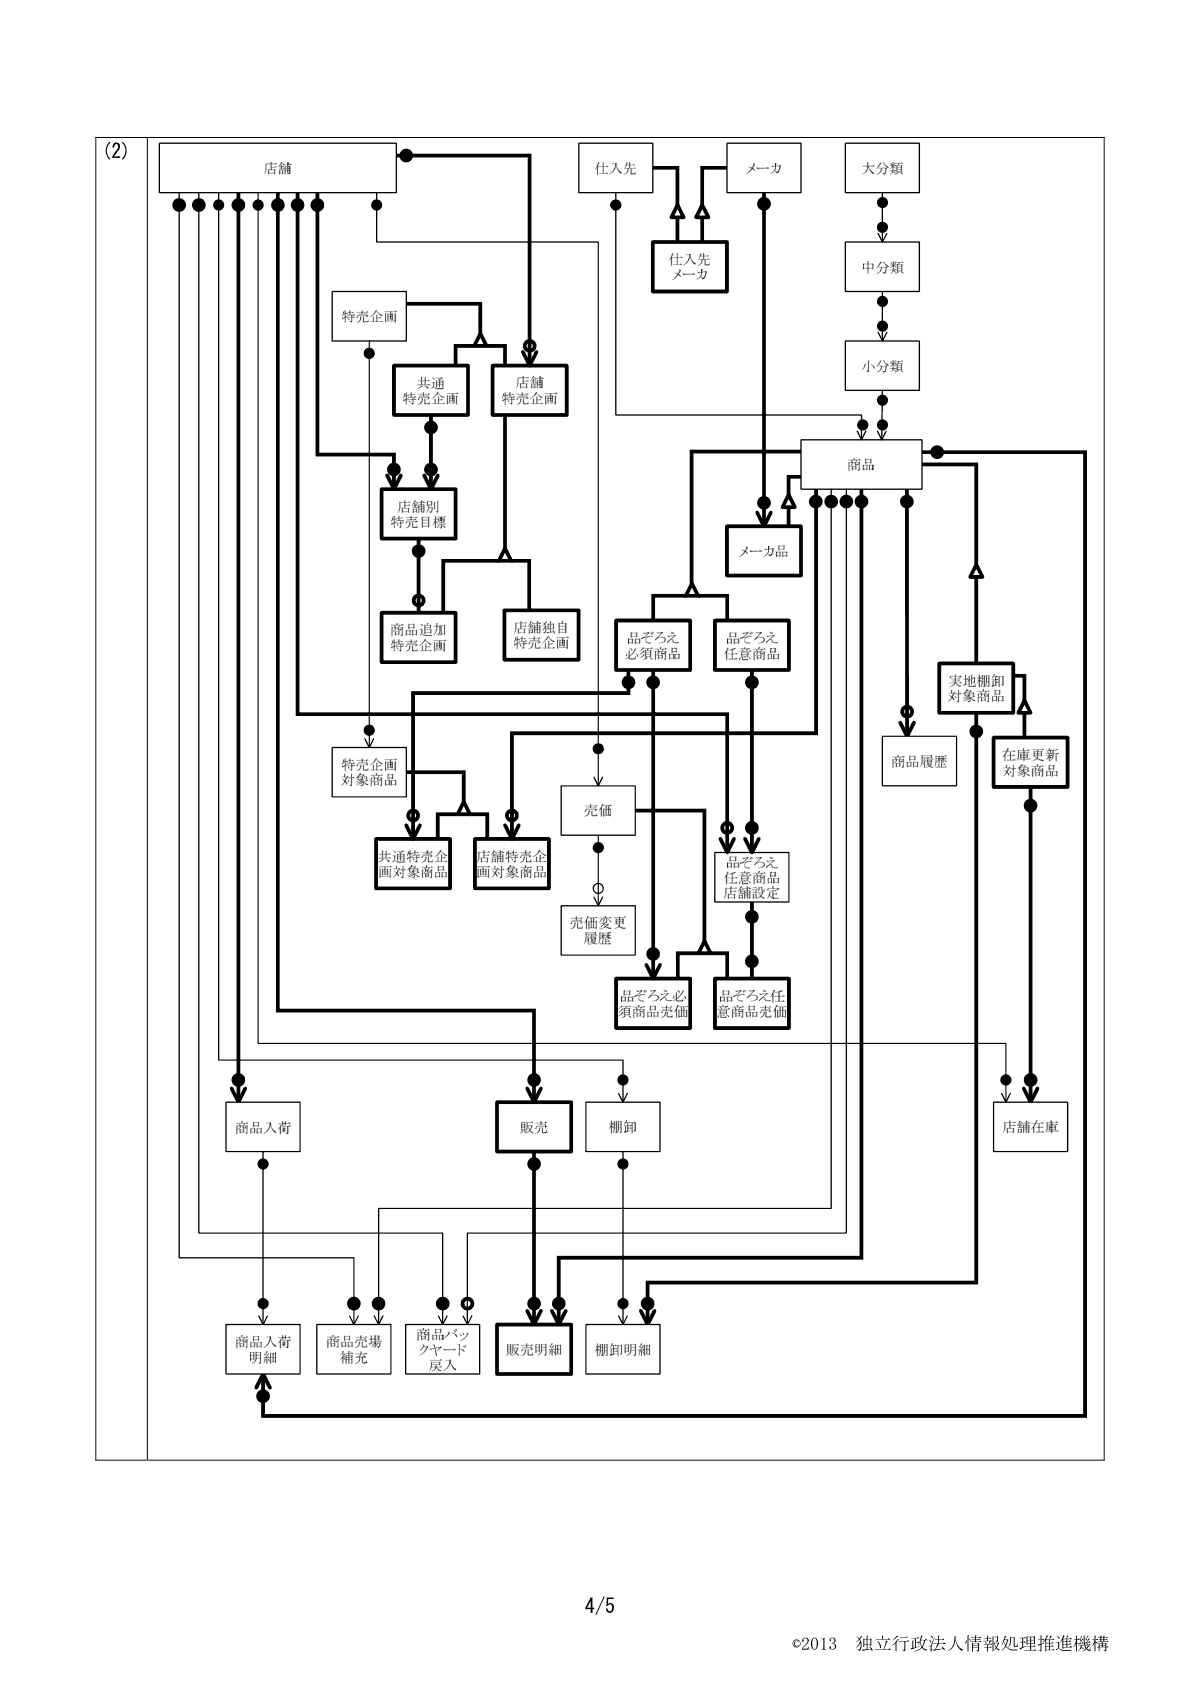 (2)
店舗
仕入先
メーカ
大分類
仕入先
メーカ
中分類
特売企画
小分類
共通
特売企画
店舗
特売企画
商品
店舗別
特売目標
メーカ品
商品追加
特売企画
店舗独自
特売企画
品ぞろえ
必須商品
品ぞろえ
任意商品
実地棚卸
対象商品
特売企画
対象商品
売価
商品履歴
在庫更新
対象商品
共通特売企
画対象商品
店舗特売企
画対象商品
品ぞろえ
任意商品
店舗設定
売価変更
履歴
品ぞろえ必
須商品売価
品ぞろえ任
意商品売価
商品入荷
販売
棚卸
店舗在庫
商品入荷
明細
商品売場
補充
商品バッ
クヤード
戻入
販売明細
棚卸明細
4/5
©2013 独立行政法人情報処理推進機構